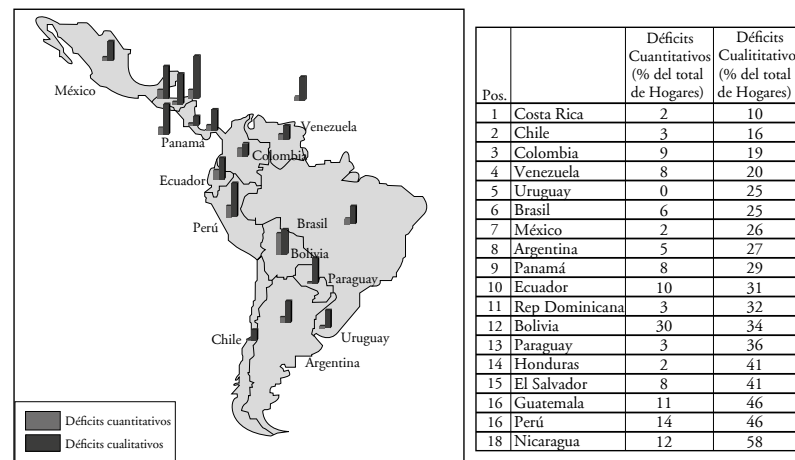 México
Panamá
Venezuela
Colombia
Ecuador
Perú
Brasil
Bolivia
Paraguay
Chile
Uruguay
Argentina
Déficits cuantitativos
Déficits cualitativos
Pos. Déficits Cuantitativos (% del total de Hogares) Déficits Cualititativos (% del total de Hogares)
1 Costa Rica 2 10
2 Chile 3 16
3 Colombia 9 19
4 Venezuela 8 20
5 Uruguay 0 25
6 Brasil 6 25
7 México 2 26
8 Argentina 5 27
9 Panamá 8 29
10 Ecuador 10 31
11 Rep Dominicana 3 32
12 Bolivia 30 34
13 Paraguay 3 36
14 Honduras 2 41
15 El Salvador 8 41
16 Guatemala 11 46
16 Perú 14 46
18 Nicaragua 12 58